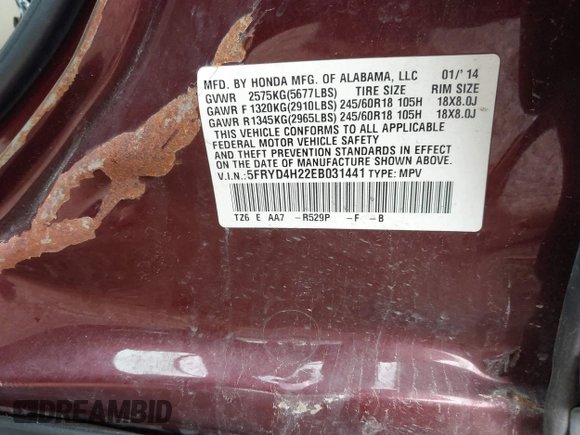 MFD. BY HONDA MFG. OF ALABAMA, LLC 01/'14
GVWR 2575KG(5677LBS) TIRE SIZE RIM SIZE
GAWR F 1320KG(2910LBS) 245/60R18 105H 18X8.0J
GAWR R1345KG(2965LBS) 245/60R18 105H 18X8.0J
THIS VEHICLE CONFORMS TO ALL APPLICABLE
FEDERAL MOTOR VEHICLE SAFETY
AND THEFT PREVENTION STANDARDS IN EFFECT
ON THE DATE OF MANUFACTURE SHOWN ABOVE.
V.I.N.:5FRYD4H22EB031441 TYPE: MPV
TZ6 E AA7 -R529P -F -B
DREAMBID